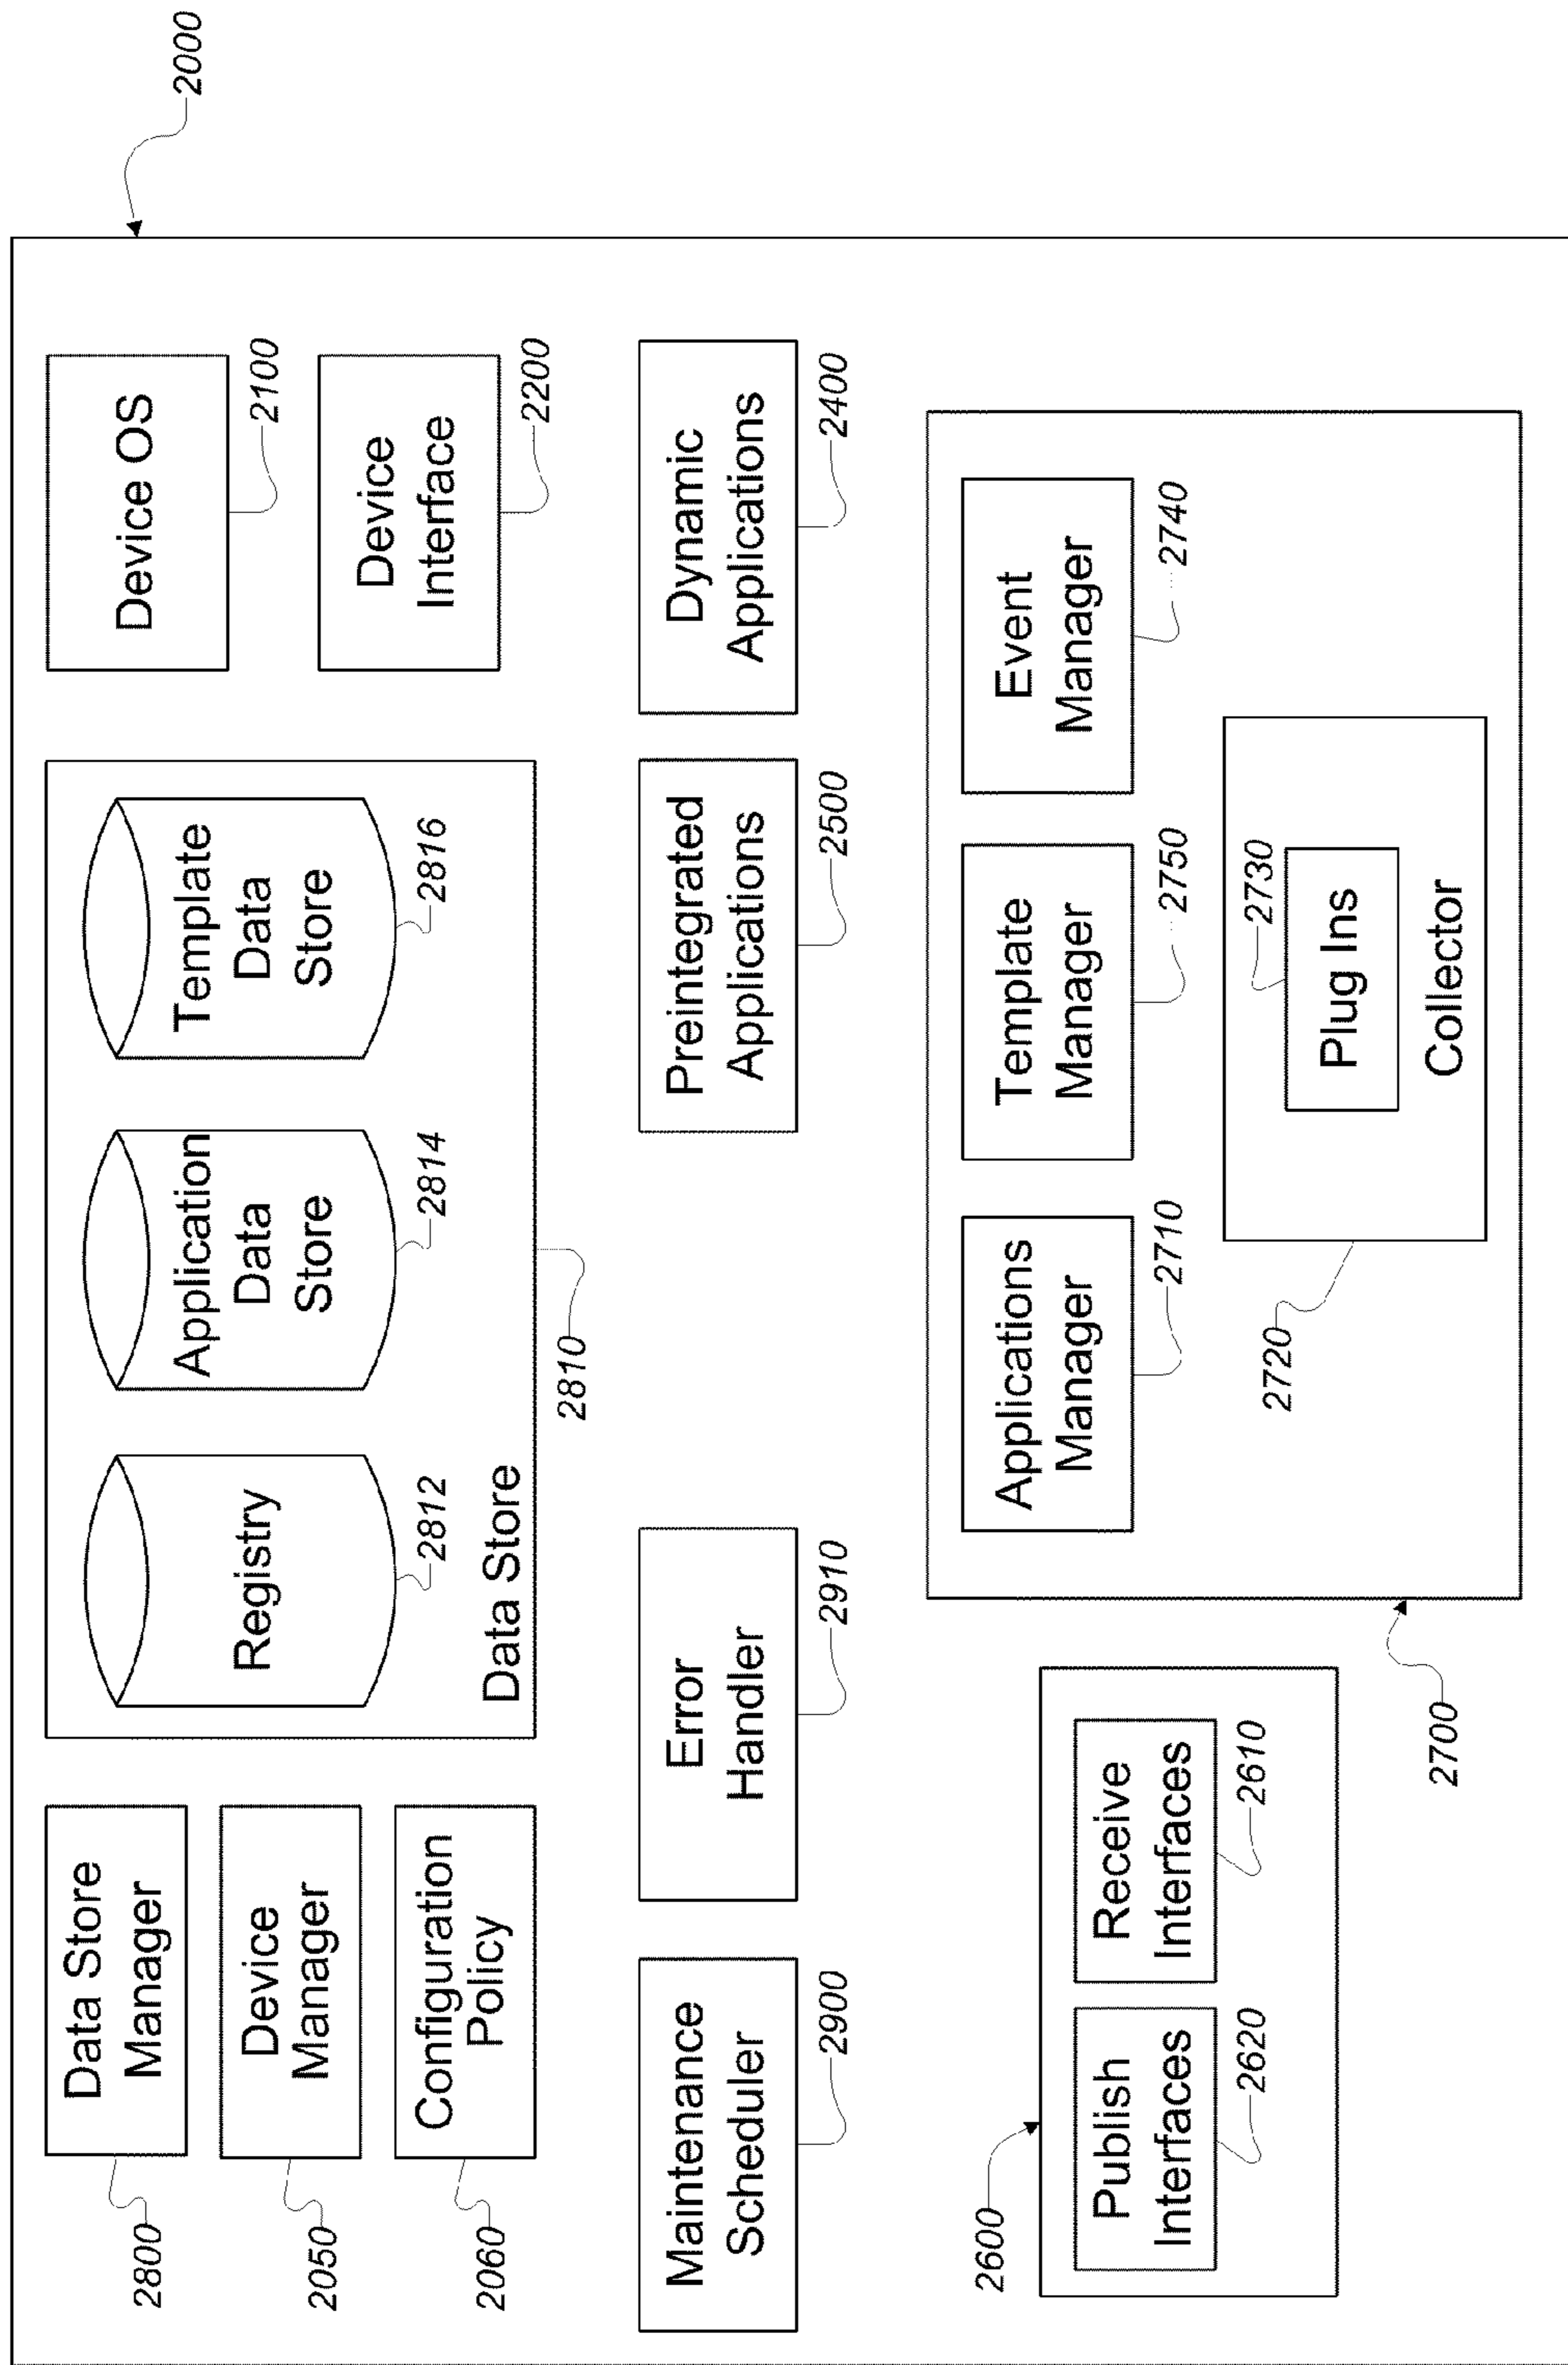 2000
Data Store
Manager
2800
Device
Manager
2050
Configuration
Policy
2060
Registry
2812
Application
Data
Store
2814
Template
Data
Store
2816
Data Store
2810
Device OS
2100
Device
Interface
2200
Maintenance
Scheduler
2900
Error
Handler
2910
Preintegrated
Applications
2500
Dynamic
Applications
2400
2600
Publish
Interfaces
2620
Receive
Interfaces
2610
2700
Applications
Manager
2710
Template
Manager
2750
Event
Manager
2740
2720
2730
Plug Ins
Collector